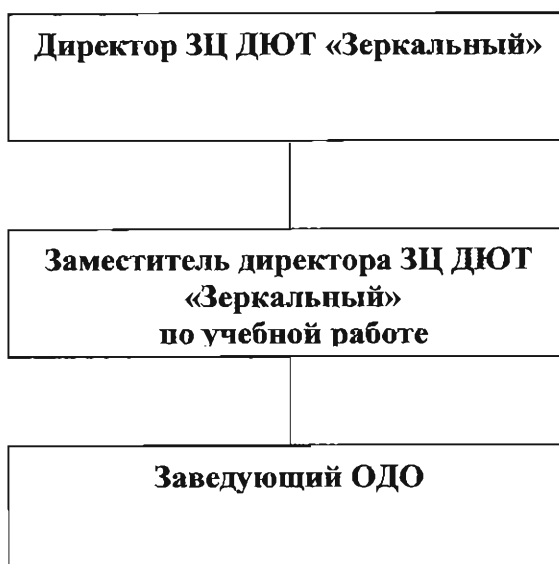 Директор ЗЦ ДЮТ «Зеркальный»
Заместитель директора ЗЦ ДЮТ
«Зеркальный»
по учебной работе
Заведующий ОДО